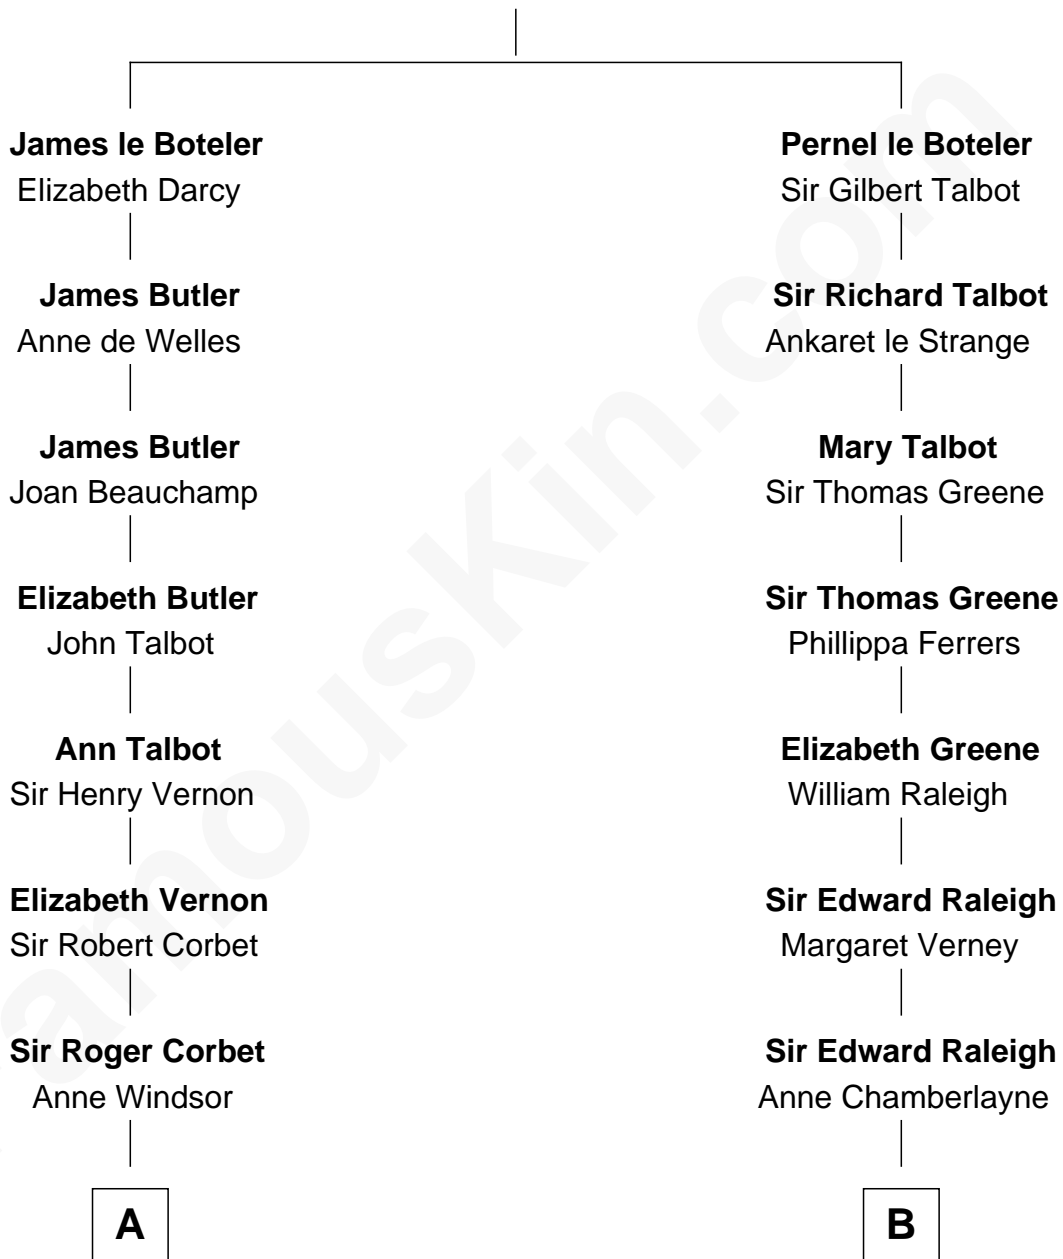 James le Boteler
Elizabeth Darcy
James Butler
Anne de Welles
James Butler
Joan Beauchamp
Elizabeth Butler
John Talbot
Ann Talbot
Sir Henry Vernon
Elizabeth Vernon
Sir Robert Corbet
Sir Roger Corbet
Anne Windsor
A
Pernel le Boteler
Sir Gilbert Talbot
Sir Richard Talbot
Ankaret le Strange
Mary Talbot
Sir Thomas Greene
Sir Thomas Greene
Phillippa Ferrers
Elizabeth Greene
William Raleigh
Sir Edward Raleigh
Margaret Verney
Sir Edward Raleigh
Anne Chamberlayne
B
amouskin.com